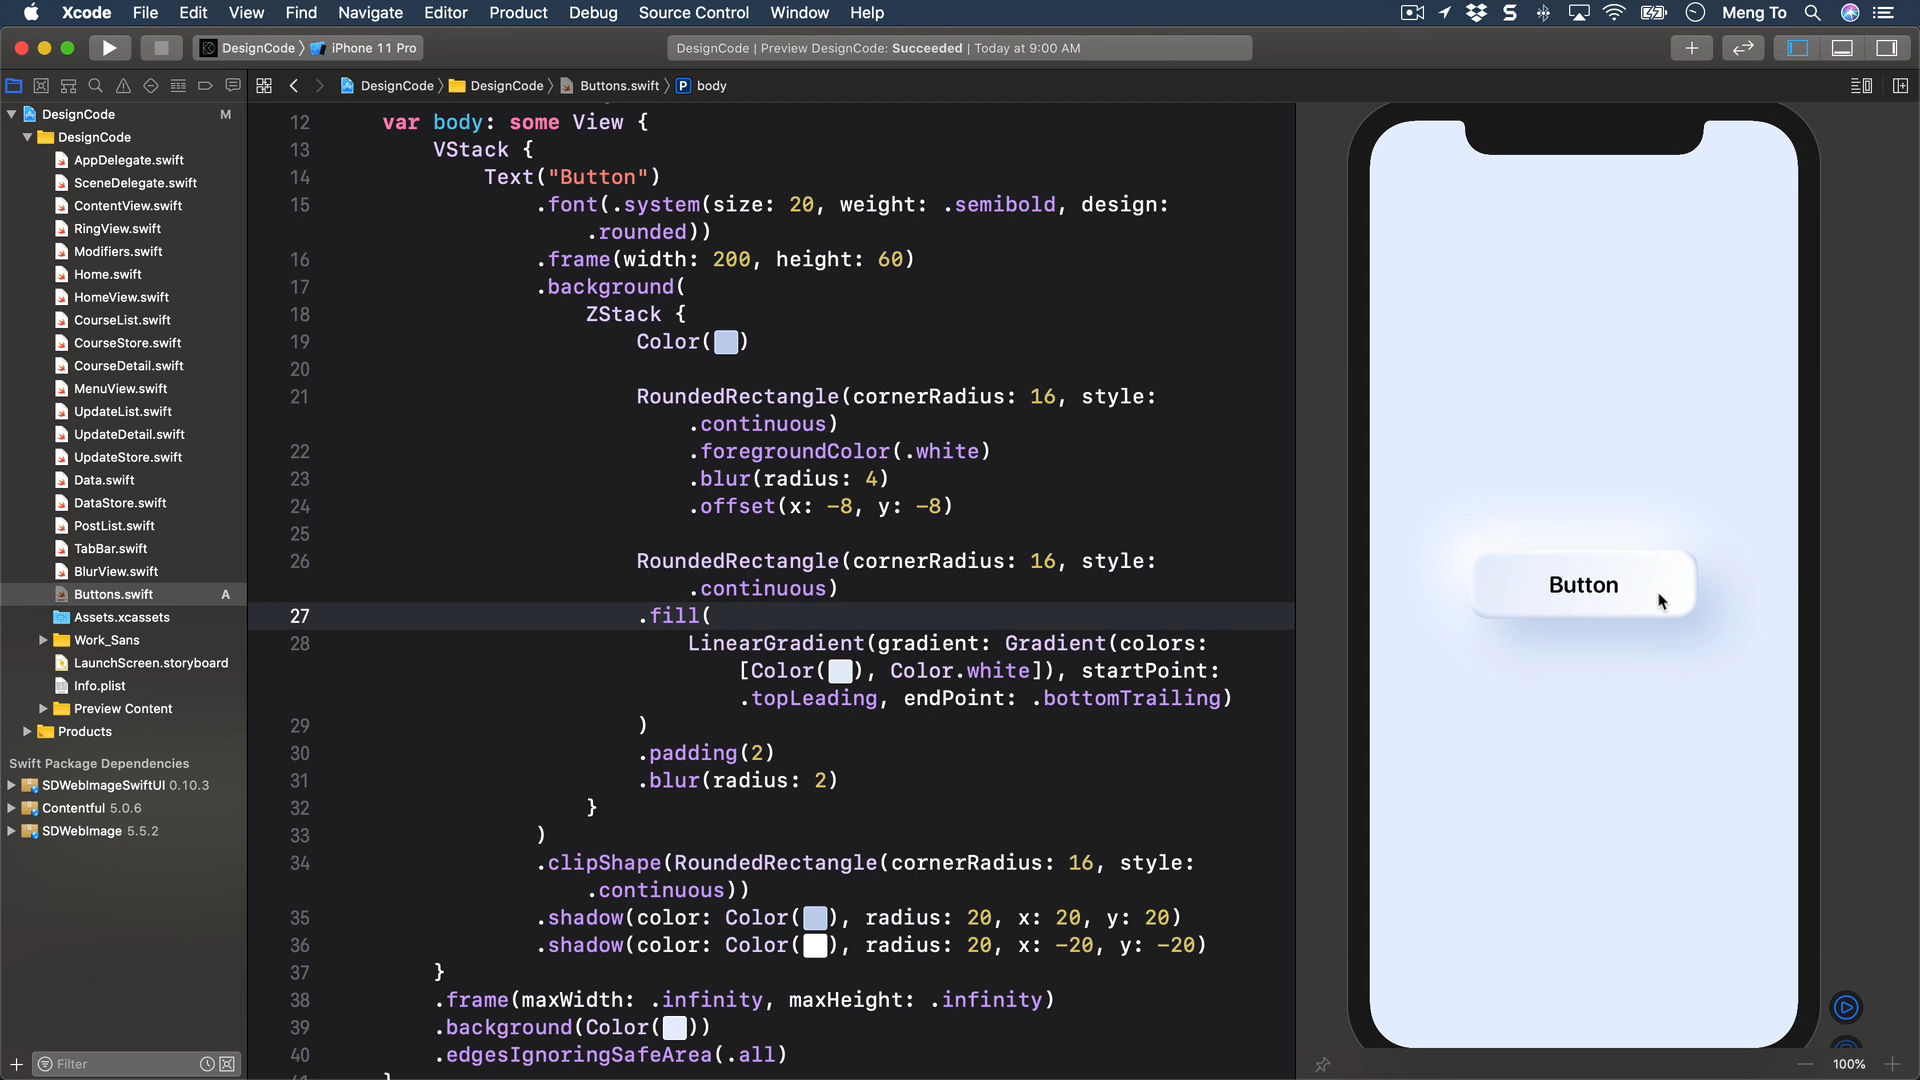 Xcode File Edit View Find Navigate Editor Product Debug Source Control Window Help Meng To
DesignCode iPhone 11 Pro
DesignCode | Preview DesignCode: Succeeded | Today at 9:00 AM
DesignCode DesignCode Buttons.swift P body
DesignCode M
DesignCode
AppDelegate.swift
SceneDelegate.swift
ContentView.swift
RingView.swift
Modifiers.swift
Home.swift
HomeView.swift
CourseList.swift
CourseStore.swift
CourseDetail.swift
MenuView.swift
UpdateList.swift
UpdateDetail.swift
UpdateStore.swift
Data.swift
DataStore.swift
PostList.swift
TabBar.swift
BlurView.swift
Buttons.swift A
Assets.xcassets
Work_Sans
LaunchScreen.storyboard
Info.plist
Preview Content
Products
Swift Package Dependencies
SDWebImageSwiftUI 0.10.3
Contentful 5.0.6
SDWebImage 5.5.2
Filter
12 var body: some View {
13 VStack {
14 Text("Button")
15 .font(.system(size: 20, weight: .semibold, design:
.rounded))
16 .frame(width: 200, height: 60)
17 .background(
18 ZStack {
19 Color( )
20
21 RoundedRectangle(cornerRadius: 16, style:
.continuous)
22 .foregroundColor(.white)
23 .blur(radius: 4)
24 .offset(x: -8, y: -8)
25
26 RoundedRectangle(cornerRadius: 16, style:
.continuous)
27 .fill(
28 LinearGradient(gradient: Gradient(colors:
[Color( ), Color.white]), startPoint:
.topLeading, endPoint: .bottomTrailing)
29 )
30 .padding(2)
31 .blur(radius: 2)
32 }
33 )
34 .clipShape(RoundedRectangle(cornerRadius: 16, style:
.continuous))
35 .shadow(color: Color( ), radius: 20, x: 20, y: 20)
36 .shadow(color: Color( ), radius: 20, x: -20, y: -20)
37 }
38 .frame(maxWidth: .infinity, maxHeight: .infinity)
39 .background(Color( ))
40 .edgesIgnoringSafeArea(.all)
Button
100%